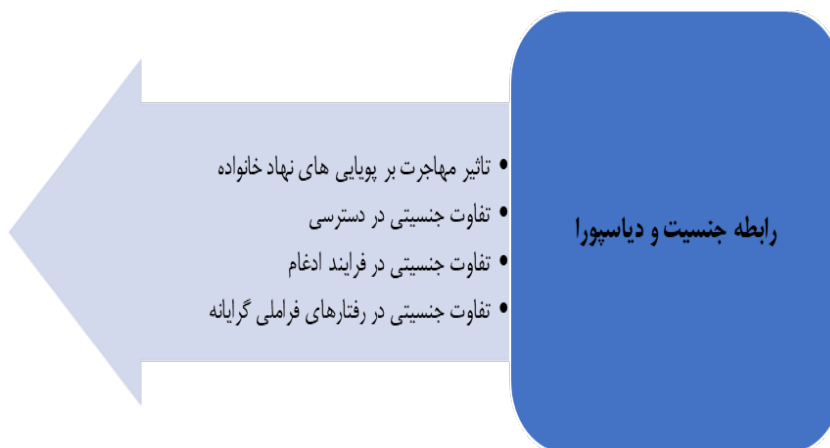 رابطه جنسیت و دیاسپورا
• تاثیر مهاجرت بر پویایی های نهاد خانواده
• تفاوت جنسیتی در دسترسی
• تفاوت جنسیتی در فرایند ادغام
• تفاوت جنسیتی در رفتارهای فراملی گرایانه